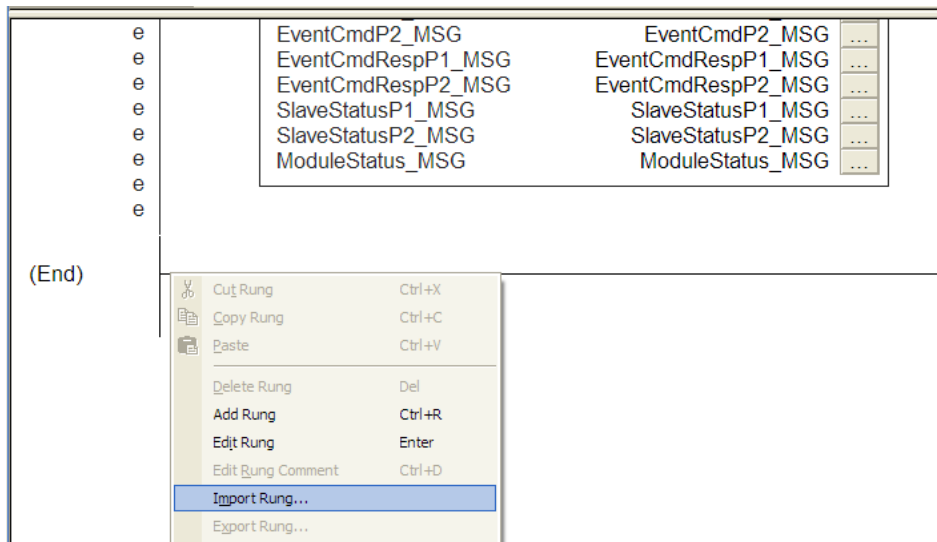 e EventCmdP2_MSG EventCmdP2_MSG ...
e EventCmdRespP1_MSG EventCmdRespP1_MSG ...
e EventCmdRespP2_MSG EventCmdRespP2_MSG ...
e SlaveStatusP1_MSG SlaveStatusP1_MSG ...
e SlaveStatusP2_MSG SlaveStatusP2_MSG ...
e ModuleStatus_MSG ModuleStatus_MSG ...
e
e
(End)
Cut Rung Ctrl+X
Copy Rung Ctrl+C
Paste Ctrl+V
Delete Rung Del
Add Rung Ctrl+R
Edit Rung Enter
Edit Rung Comment Ctrl+D
Import Rung...
Export Rung...